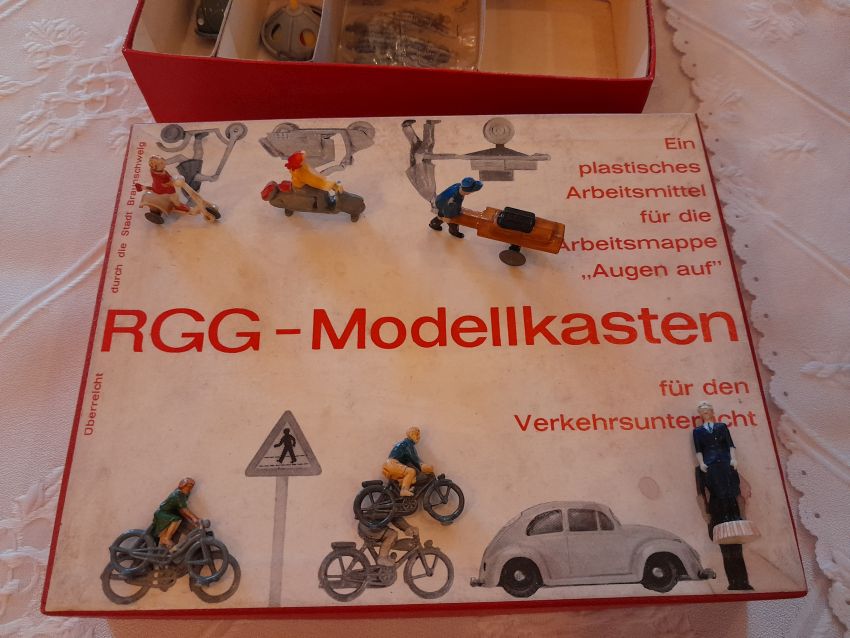 Ein
plastisches
Arbeitsmittel
für die
Arbeitsmappe
„Augen auf”
RGG-Modellkasten
für den
Verkehrsunterricht
Überreicht
durch die Stadt Braunschweig